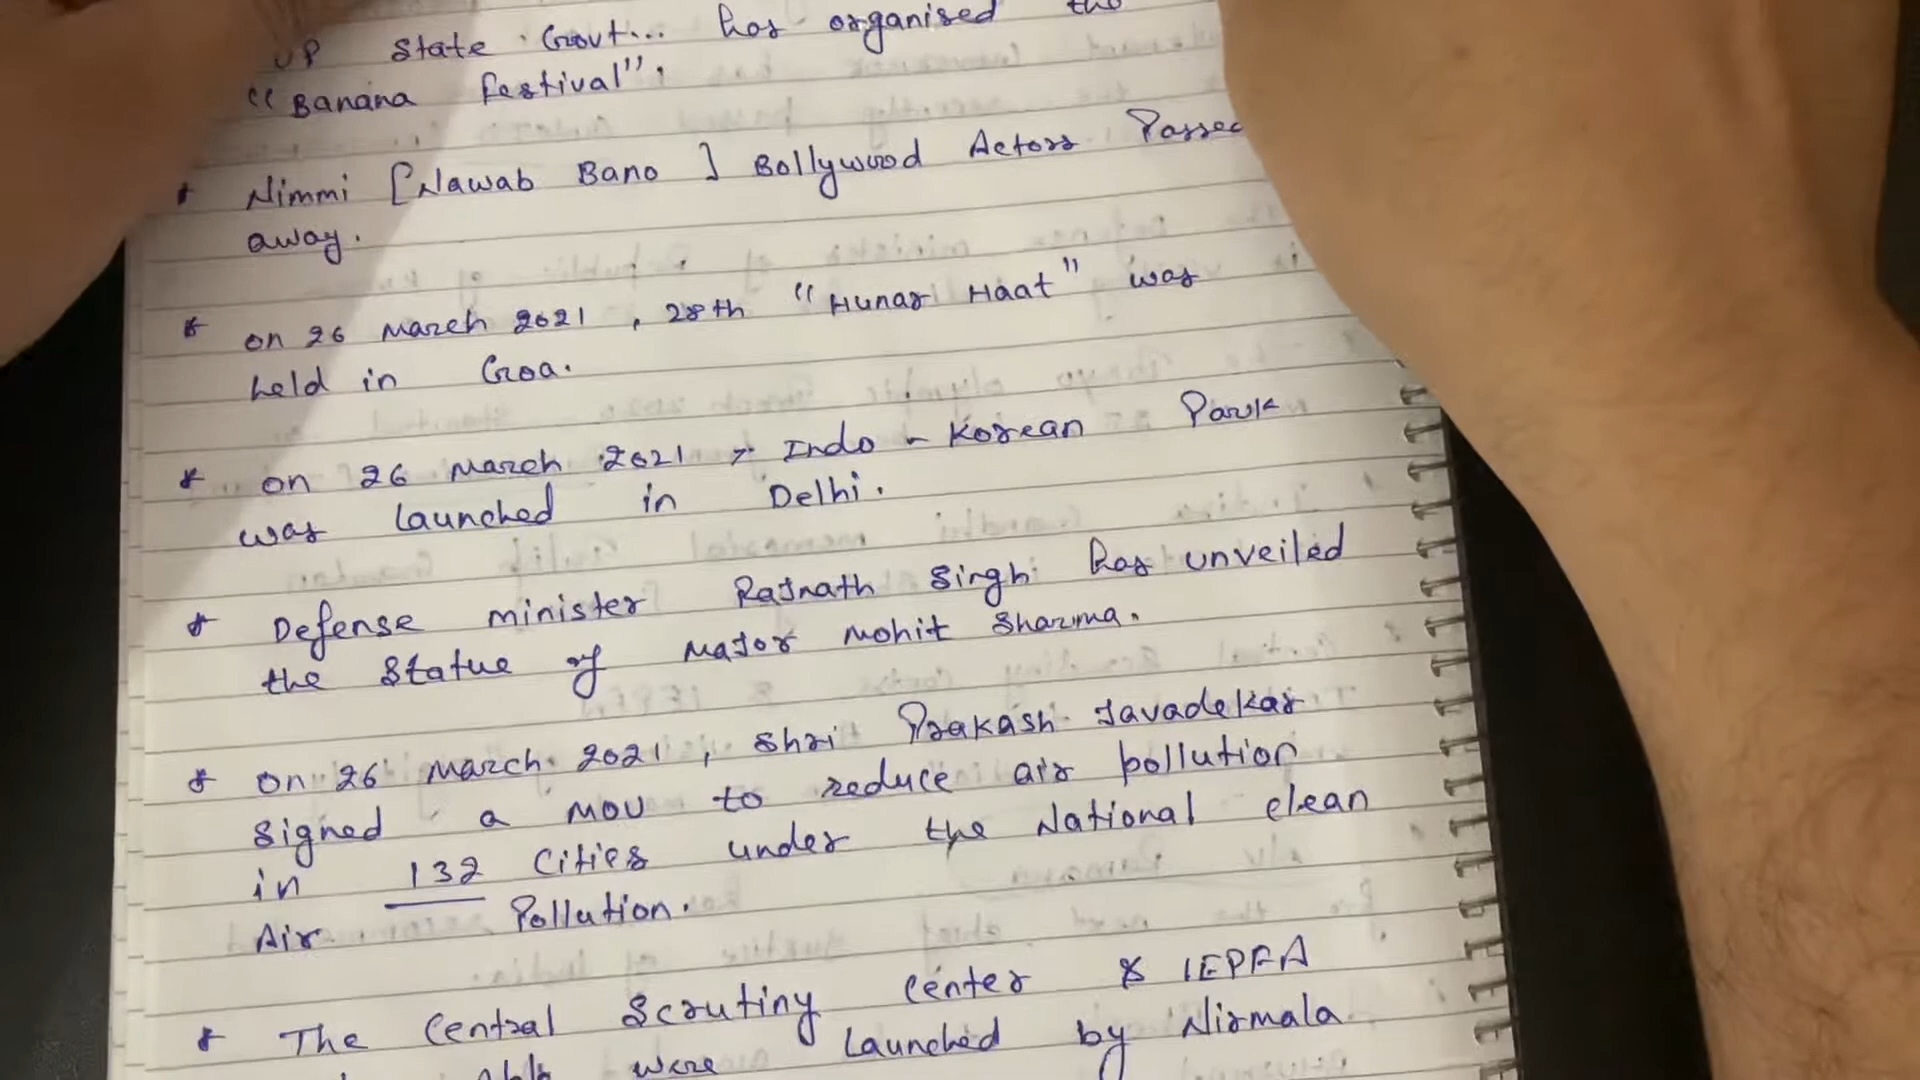 UP State Govt... has organised the
"Banana festival".
* Nimmi [Nawab Bano] Bollywood Actors Passed
away.
* on 26 March 2021, 28th "Hunar Haat" was
held in Goa.
* on 26 March 2021, Indo - Korean Park
was launched in Delhi.
* Defense minister Rajnath Singh has unveiled
the Statue of Major Mohit Sharma.
* on 26 March 2021, Shri Prakash Javadekar
signed a MOU to reduce air pollution
in 132 Cities under the National clean
Air Pollution.
* The Central Scrutiny Center & IEPFA
were launched by Nirmala